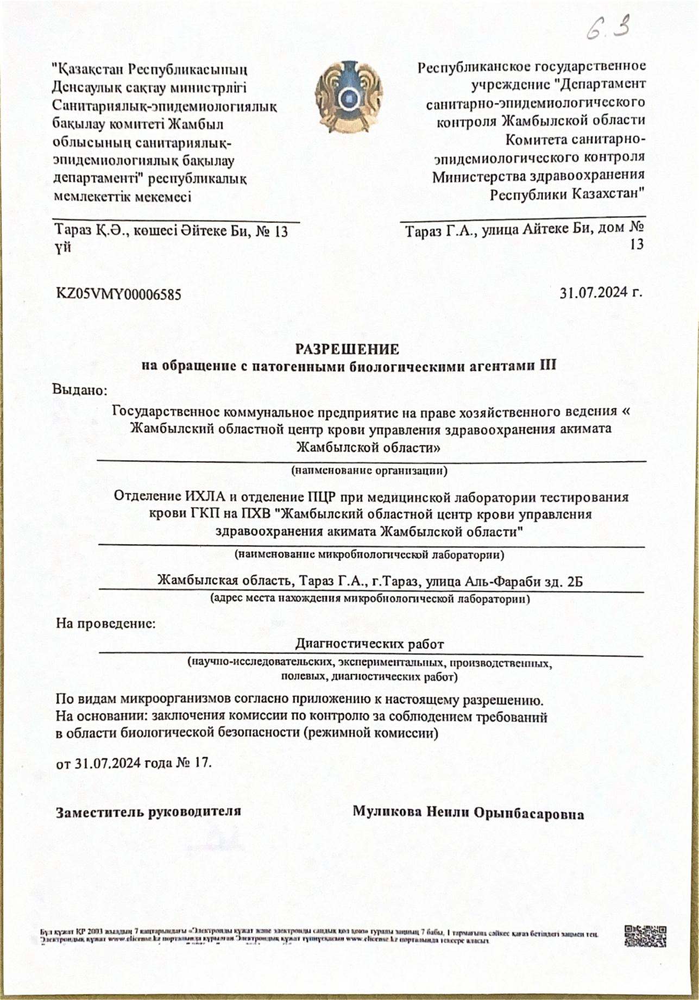 6.3
"Қазақстан Республикасының
Денсаулық сақтау министрлігі
Санитариялық-эпидемиологиялық
бақылау комитеті Жамбыл
облысының санитариялық-
эпидемиологиялық бақылау
департаменті" республикалық
мемлекеттік мекемесі
Республиканское государственное
учреждение "Департамент
санитарно-эпидемиологического
контроля Жамбылской области
Комитета санитарно-
эпидемиологического контроля
Министерства здравоохранения
Республики Казахстан"
Тараз Қ.Ә., көшесі Әйтеке Би, № 13
үй
Тараз Г.А., улица Айтеке Би, дом №
13
KZ05VMY00006585
31.07.2024 г.
РАЗРЕШЕНИЕ
на обращение с патогенными биологическими агентами III
Выдано:
Государственное коммунальное предприятие на праве хозяйственного ведения «
Жамбылский областной центр крови управления здравоохранения акимата
Жамбылской области»
(наименование организации)
Отделение ИХЛА и отделение ПЦР при медицинской лаборатории тестирования
крови ГКП на ПХВ "Жамбылский областной центр крови управления
здравоохранения акимата Жамбылской области"
(наименование микробиологической лаборатории)
Жамбылская область, Тараз Г.А., г.Тараз, улица Аль-Фараби зд. 2Б
(адрес места нахождения микробиологической лаборатории)
На проведение:
Диагностических работ
(научно-исследовательских, экспериментальных, производственных,
полевых, диагностических работ)
По видам микроорганизмов согласно приложению к настоящему разрешению.
На основании: заключения комиссии по контролю за соблюдением требований
в области биологической безопасности (режимной комиссии)
от 31.07.2024 года № 17.
Заместитель руководителя
Муликова Неили Орынбасаровна
Бұл құжат ҚР 2003 жылдың 7 қаңтарындағы «Электронды құжат және электронды сандық қол қою» туралы заңның 7 бабы, 1 тармағына сәйкес қағаз бетіндегі заңмен тең.
Электрондық құжат www.elicense.kz порталында құрылған. Электрондық құжат түпнұсқасын www.elicense.kz порталында тексере аласыз.